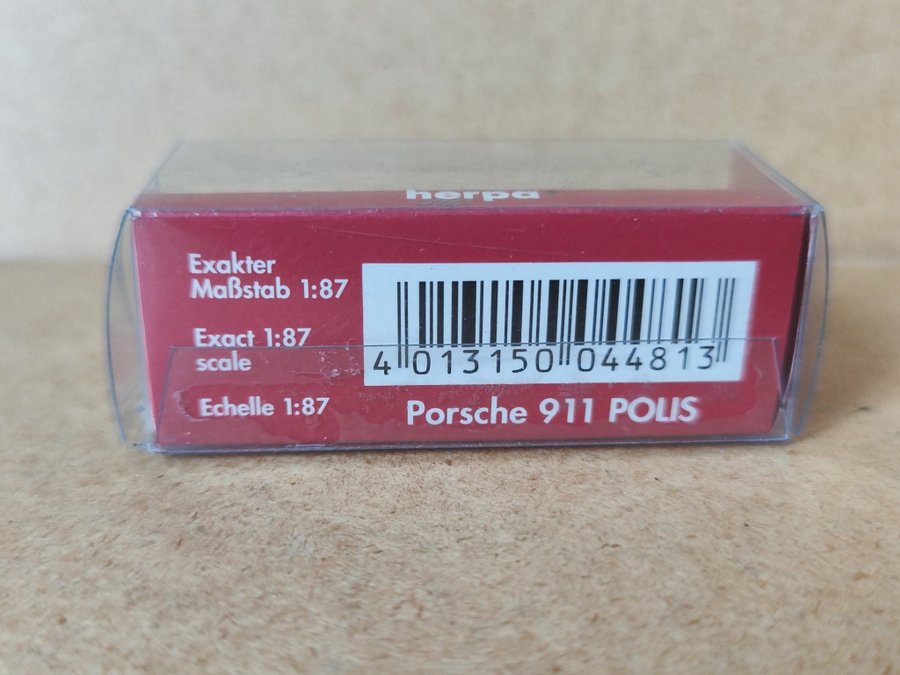 herpa
Exakter
Maßstab 1:87
Exact 1:87
scale
Echelle 1:87
4 013150 044813
Porsche 911 POLIS